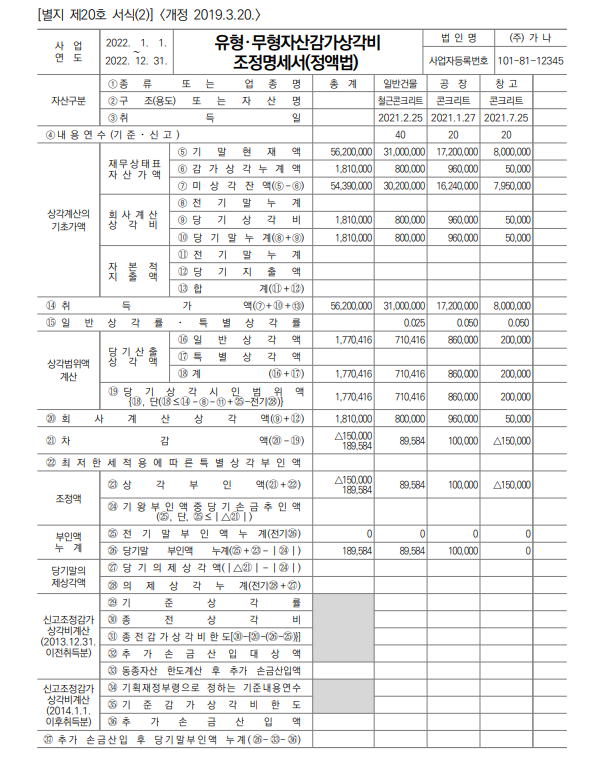 [별지 제20호 서식(2)] <개정 2019.3.20.>
사 업 연 도 2022. 1. 1. ~ 2022. 12. 31. 유형·무형자산감가상각비 조정명세서(정액법) 법 인 명 (주) 가 나
사업자등록번호 101-81-12345
자산구분 ①종 류 또 는 업 종 명 총 계 일반건물 공 장 창 고
②구 조(용도) 또 는 자 산 명 철근콘크리트 콘크리트 콘크리트
③취 득 일 2021.2.25 2021.1.27 2021.7.25
④내 용 연 수 (기 준 · 신 고) 40 20 20
상각계산의 기초가액 재무상태표 자 산 가 액 ⑤기 말 현 재 액 56,200,000 31,000,000 17,200,000 8,000,000
⑥감 가 상 각 누 계 액 1,810,000 800,000 960,000 50,000
⑦미 상 각 잔 액(⑤-⑥) 54,390,000 30,200,000 16,240,000 7,950,000
회 사 계 산 상 각 비 ⑧전 기 말 누 계
⑨당 기 상 각 비 1,810,000 800,000 960,000 50,000
⑩당 기 말 누 계(⑧+⑨) 1,810,000 800,000 960,000 50,000
자 본 적 지 출 액 ⑪전 기 말 누 계
⑫당 기 지 출 액
⑬합 계(⑪+⑫)
⑭취 득 가 액(⑦+⑩+⑬) 56,200,000 31,000,000 17,200,000 8,000,000
⑮일 반 상 각 률 · 특 별 상 각 률 0.025 0.050 0.050
상각범위액 계산 당 기 산 출 상 각 액 ⑯일 반 상 각 액 1,770,416 710,416 860,000 200,000
⑰특 별 상 각 액
⑱계 (⑯+⑰) 1,770,416 710,416 860,000 200,000
⑲당 기 상 각 시 인 범 위 액
{⑱, 단(⑱≤⑭-⑧-⑪+㉕-전기㉘)} 1,770,416 710,416 860,000 200,000
⑳회 사 계 산 상 각 액(⑨+⑫) 1,810,000 800,000 960,000 50,000
㉑차 감 액(⑳-⑲) △150,000 189,584 89,584 100,000 △150,000
㉒최 저 한 세 적 용 에 따 른 특 별 상 각 부 인 액
조정액 ㉓상 각 부 인 액(㉑+㉒) △150,000 189,584 89,584 100,000 △150,000
㉔기 왕 부 인 액 중 당 기 손 금 추 인 액
(㉕, 단, ㉕≤|△㉑|)
부인액 누 계 ㉕전 기 말 부 인 액 누 계(전기㉖) 0 0 0 0
㉖당기말 부인액 누계(㉕+㉓-|㉔|) 189,584 89,584 100,000 0
당기말의 제상각액 ㉗당 기 의 제 상 각 액(|△㉑|-|㉔|)
㉘의 제 상 각 누 계(전기㉘+㉗)
신고조정감가 상각비계산 (2013.12.31. 이전취득분) ㉙기 준 상 각 률
㉚종 전 상 각 비
㉛종 전 감 가 상 각 비 한 도[㉚-{⑳-(㉖-㉕)}]
㉜추 가 손 금 산 입 대 상 액
㉝동종자산 한도계산 후 추가 손금산입액
신고조정감가 상각비계산 (2014.1.1. 이후취득분) ㉞기획재정부령으로 정하는 기준내용연수
㉟기 준 감 가 상 각 비 한 도
㊱추 가 손 금 산 입 액
㊲추 가 손금산입 후 당기말부인액 누계(㉖-㉝-㊱)